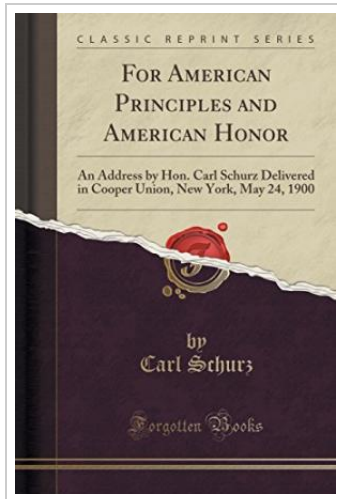 CLASSIC REPRINT SERIES
FOR AMERICAN
PRINCIPLES AND
AMERICAN HONOR
An Address by Hon. Carl Schurz Delivered
in Cooper Union, New York, May 24, 1900
F
by
Carl Schurz
Forgotten Books